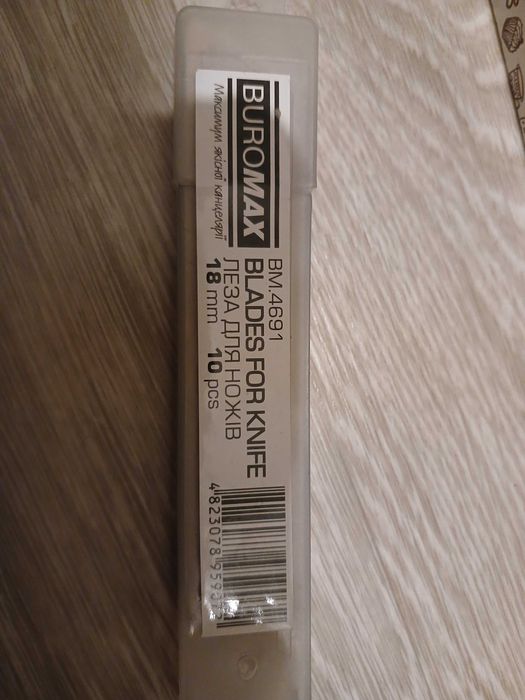 BUROMAX
Максимум якісної канцелярії
BM.4691
BLADES FOR KNIFE
ЛЕЗА ДЛЯ НОЖІВ
18 mm 10 pcs